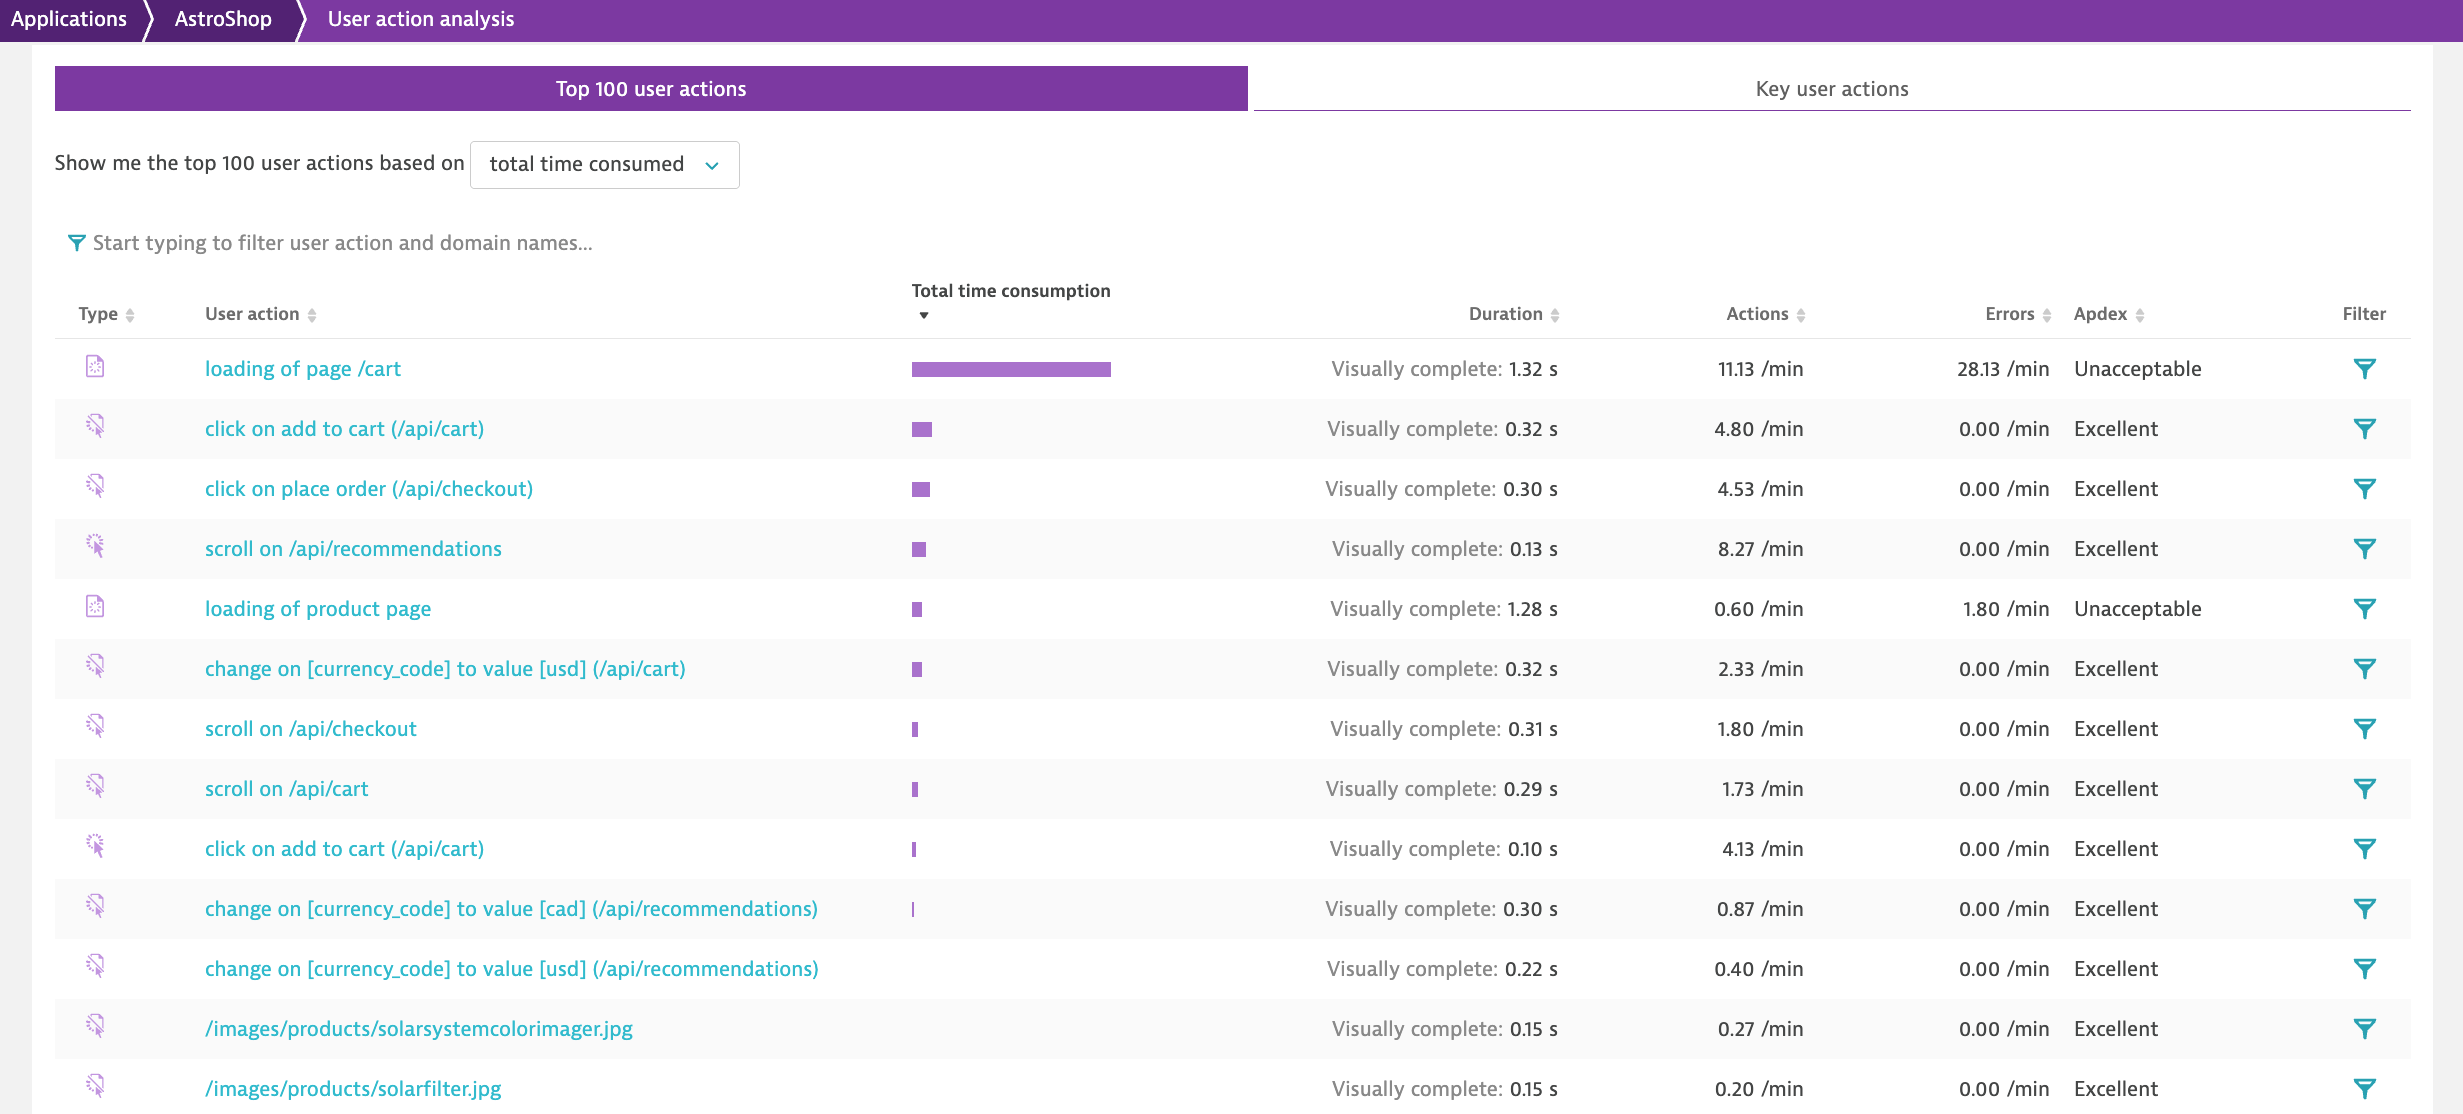 Applications AstroShop User action analysis
Top 100 user actions Key user actions
Show me the top 100 user actions based on total time consumed
Start typing to filter user action and domain names...
Total time consumption
Type User action Duration Actions Errors Apdex Filter
loading of page /cart Visually complete: 1.32 s 11.13 /min 28.13 /min Unacceptable
click on add to cart (/api/cart) Visually complete: 0.32 s 4.80 /min 0.00 /min Excellent
click on place order (/api/checkout) Visually complete: 0.30 s 4.53 /min 0.00 /min Excellent
scroll on /api/recommendations Visually complete: 0.13 s 8.27 /min 0.00 /min Excellent
loading of product page Visually complete: 1.28 s 0.60 /min 1.80 /min Unacceptable
change on [currency_code] to value [usd] (/api/cart) Visually complete: 0.32 s 2.33 /min 0.00 /min Excellent
scroll on /api/checkout Visually complete: 0.31 s 1.80 /min 0.00 /min Excellent
scroll on /api/cart Visually complete: 0.29 s 1.73 /min 0.00 /min Excellent
click on add to cart (/api/cart) Visually complete: 0.10 s 4.13 /min 0.00 /min Excellent
change on [currency_code] to value [cad] (/api/recommendations) Visually complete: 0.30 s 0.87 /min 0.00 /min Excellent
change on [currency_code] to value [usd] (/api/recommendations) Visually complete: 0.22 s 0.40 /min 0.00 /min Excellent
/images/products/solarsystemcolorimager.jpg Visually complete: 0.15 s 0.27 /min 0.00 /min Excellent
/images/products/solarfilter.jpg Visually complete: 0.15 s 0.20 /min 0.00 /min Excellent